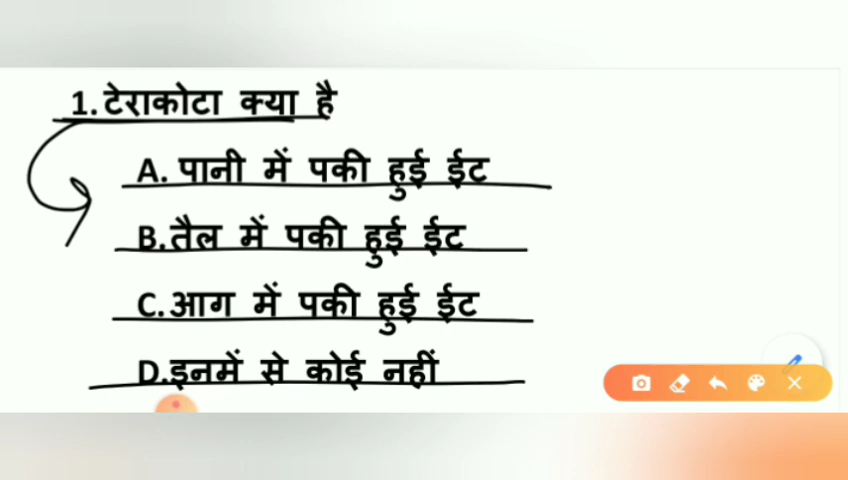 1.टेराकोटा क्या है
A. पानी में पकी हुई ईट
B.तैल में पकी हुई ईट
C.आग में पकी हुई ईट
D.इनमें से कोई नहीं